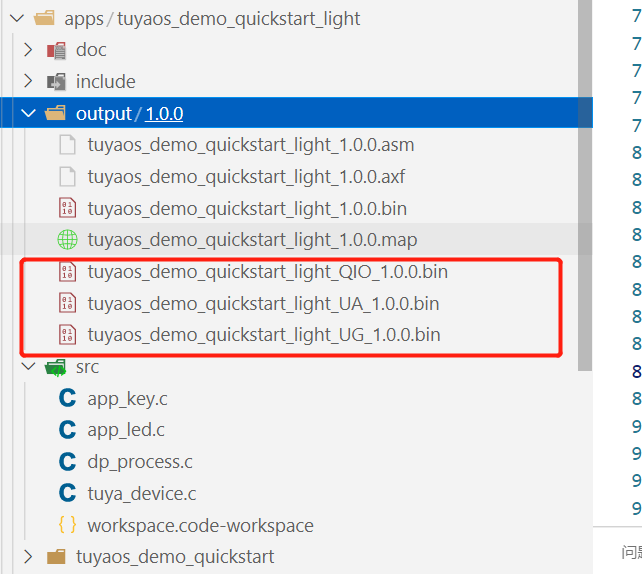 apps/tuyaos_demo_quickstart_light
7
doc
7
include
7
output/1.0.0
7
7
tuyaos_demo_quickstart_light_1.0.0.asm
8
tuyaos_demo_quickstart_light_1.0.0.axf
8
tuyaos_demo_quickstart_light_1.0.0.bin
8
tuyaos_demo_quickstart_light_1.0.0.map
8
tuyaos_demo_quickstart_light_QIO_1.0.0.bin
8
tuyaos_demo_quickstart_light_UA_1.0.0.bin
8
tuyaos_demo_quickstart_light_UG_1.0.0.bin
8
8
src
8
app_key.c
8
app_led.c
9
dp_process.c
9
tuya_device.c
9
workspace.code-workspace
9
tuyaos_demo_quickstart
问